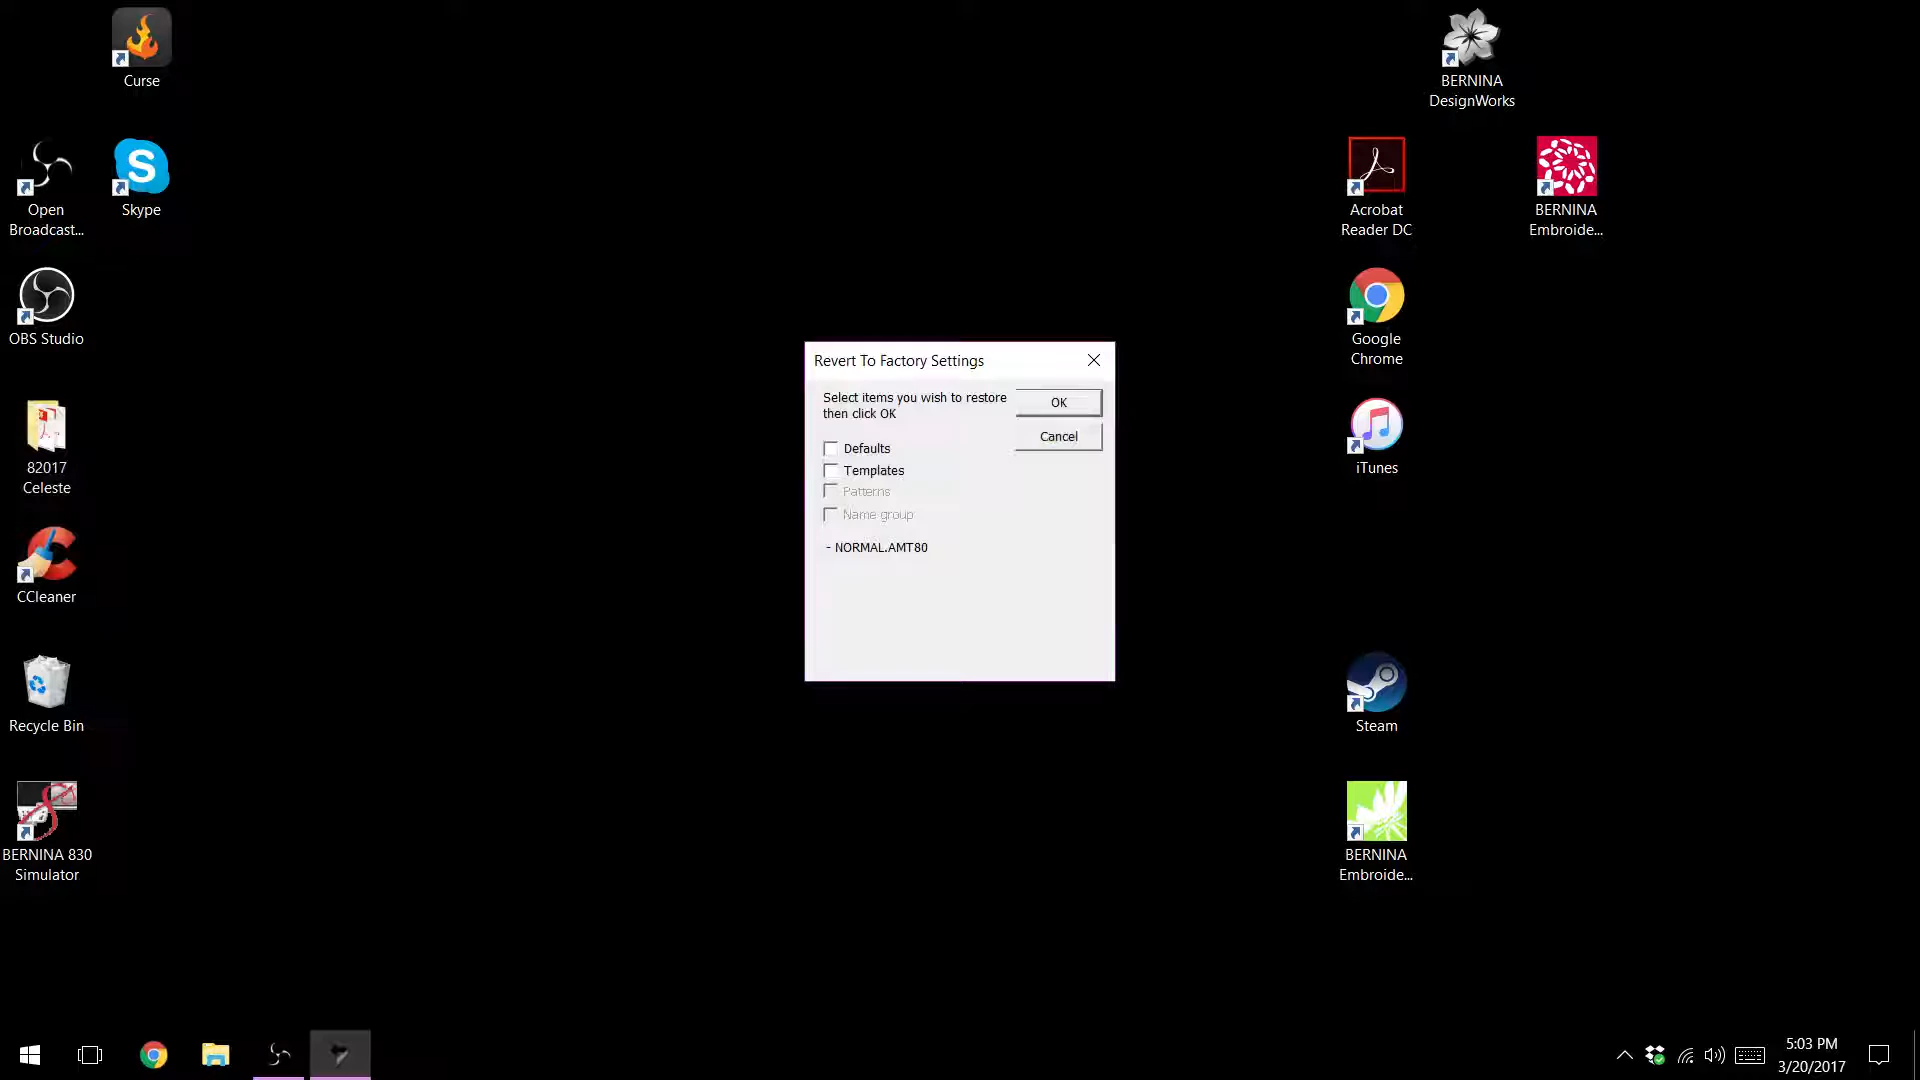 Curse
Open
Broadcast...
Skype
OBS Studio
82017
Celeste
CCleaner
Recycle Bin
BERNINA 830
Simulator
Revert To Factory Settings
Select items you wish to restore
then click OK
OK
Cancel
Defaults
Templates
Patterns
Name group
- NORMAL.AMT80
BERNINA
DesignWorks
Acrobat
Reader DC
BERNINA
Embroide...
Google
Chrome
iTunes
Steam
BERNINA
Embroide...
5:03 PM
3/20/2017